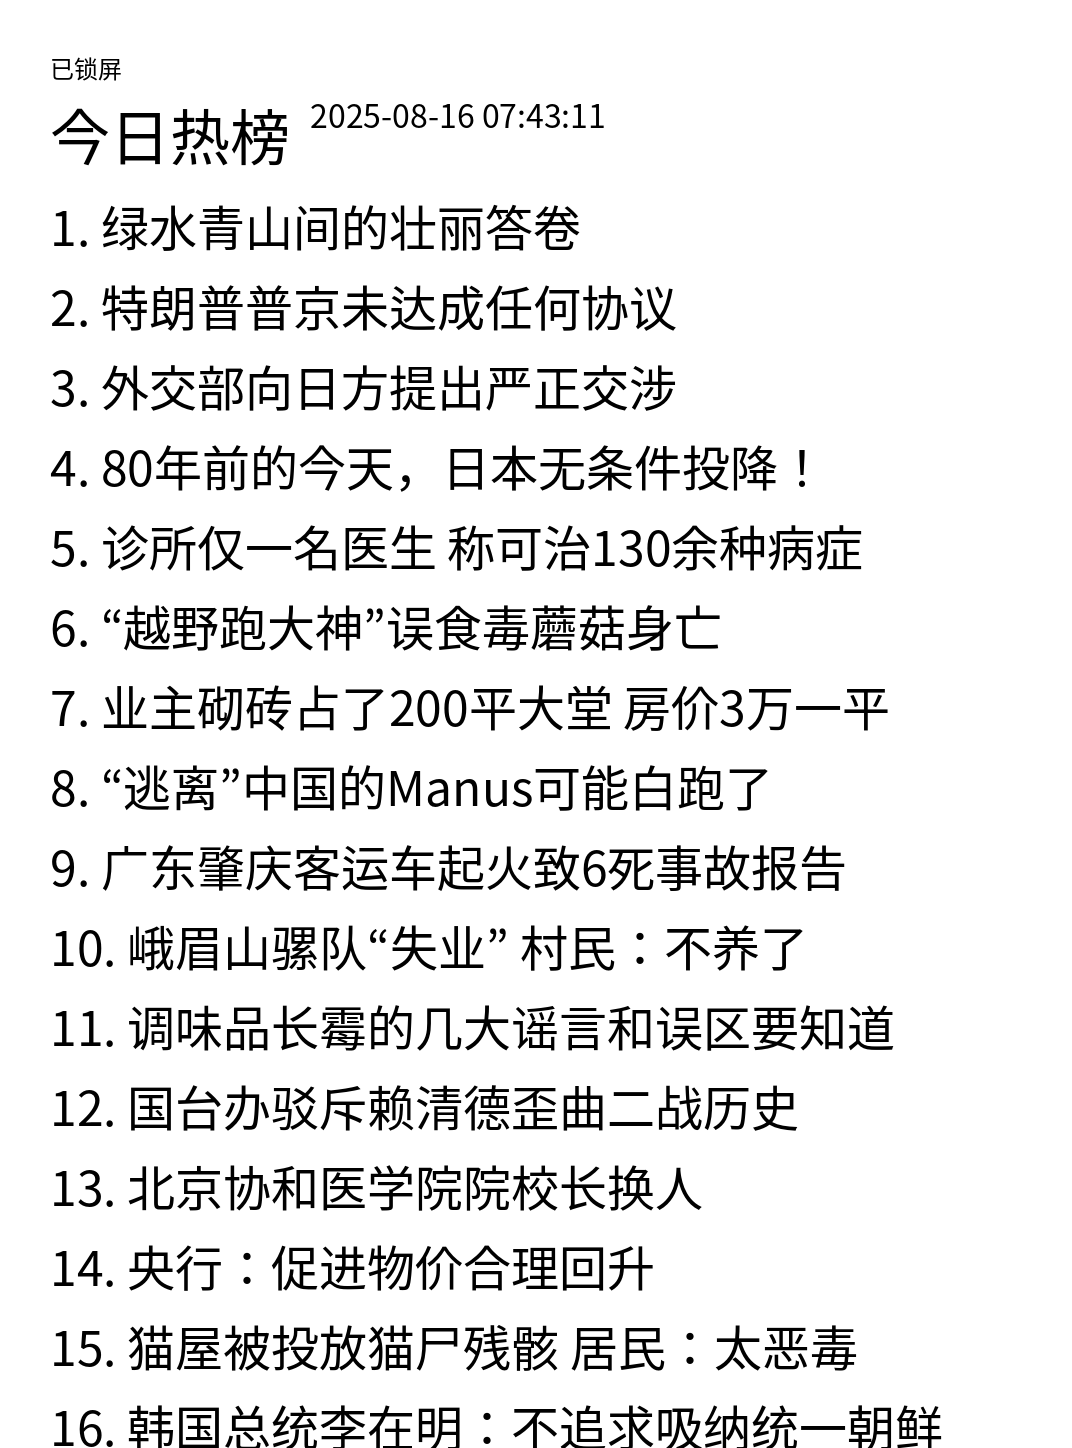 已锁屏
今日热榜 2025-08-16 07:43:11
1. 绿水青山间的壮丽答卷
2. 特朗普普京未达成任何协议
3. 外交部向日方提出严正交涉
4. 80年前的今天，日本无条件投降！
5. 诊所仅一名医生 称可治130余种病症
6. “越野跑大神”误食毒蘑菇身亡
7. 业主砌砖占了200平大堂 房价3万一平
8. “逃离”中国的Manus可能白跑了
9. 广东肇庆客运车起火致6死事故报告
10. 峨眉山骡队“失业” 村民：不养了
11. 调味品长霉的几大谣言和误区要知道
12. 国台办驳斥赖清德歪曲二战历史
13. 北京协和医学院院校长换人
14. 央行：促进物价合理回升
15. 猫屋被投放猫尸残骸 居民：太恶毒
16. 韩国总统李在明：不追求吸纳统一朝鲜